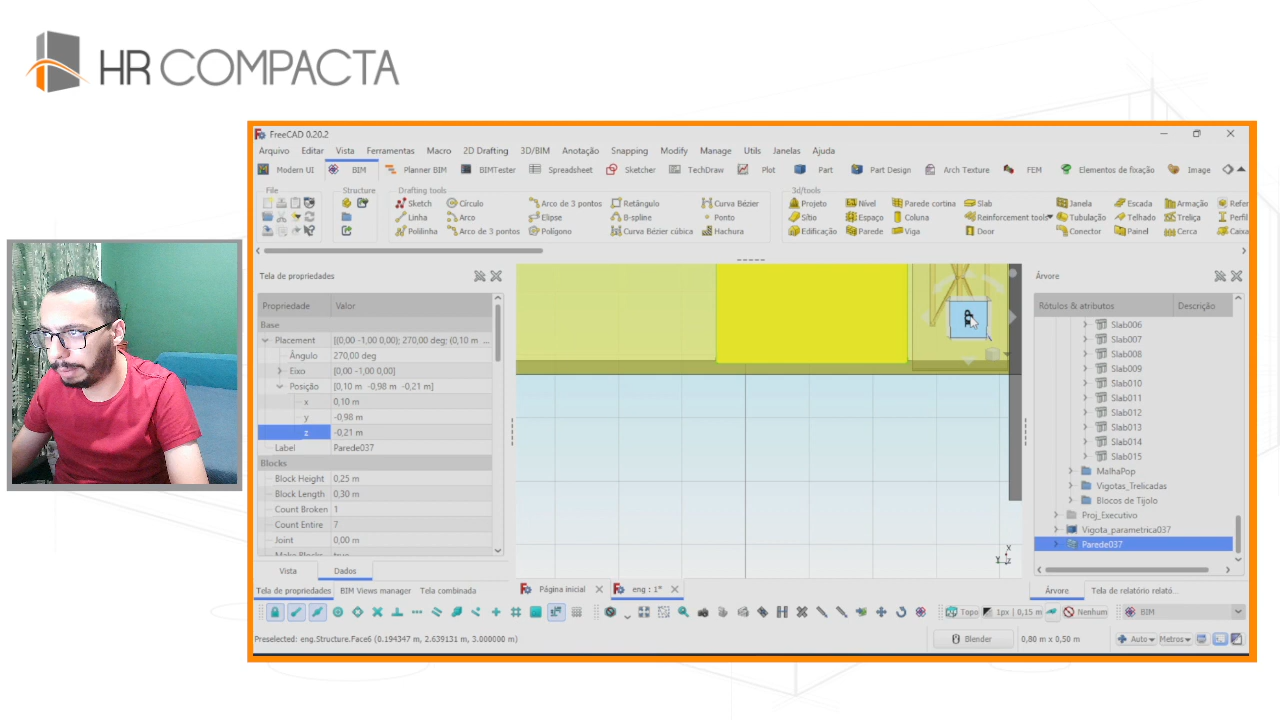 HR COMPACTA
FreeCAD 0.20.2
Arquivo Editar Vista Ferramentas Macro 2D Drafting 3D/BIM Anotação Snapping Modify Manage Utils Janelas Ajuda
Modern UI BIM Planner BIM BIMTester Spreadsheet Sketcher TechDraw Plot Part Part Design Arch Texture FEM Elementos de fixação Image
File Structure Drafting tools 3d/tools
Sketch Círculo Arco de 3 pontos Retângulo Curva Bézier Projeto Nível Parede cortina Slab Janela Escada Armação Refer
Linha Arco Elipse B-spline Ponto Sítio Espaço Coluna Reinforcement tools Tubulação Telhado Treliça Perfil
Polilinha Arco de 3 pontos Polígono Curva Bézier cúbica Hachura Edificação Parede Viga Door Conector Painel Cerca Caixa
Tela de propriedades
Propriedade Valor
Base
Placement [(0,00 -1,00 0,00); 270,00 deg; (0,10 m ...
Ângulo 270,00 deg
Eixo [0,00 -1,00 0,00]
Posição [0,10 m -0,98 m -0,21 m]
x 0,10 m
y -0,98 m
z -0,21 m
Label Parede037
Blocks
Block Height 0,25 m
Block Length 0,30 m
Count Broken 1
Count Entire 7
Joint 0,00 m
Make Blocks true
Vista Dados
Tela de propriedades BIM Views manager Tela combinada
X
Y
Z
Página inicial eng : 1*
Árvore
Rótulos & atributos Descrição
Slab006
Slab007
Slab008
Slab009
Slab010
Slab011
Slab012
Slab013
Slab014
Slab015
MalhaPop
Vigotas_Trelicadas
Blocos de Tijolo
Proj_Executivo
Vigota_parametrica037
Parede037
Árvore Tela de relatório relató...
Topo 1px | 0,15 m Nenhum BIM
Preselected: eng.Structure.Face6 (0.194347 m, 2.639131 m, 3.000000 m)
Blender 0,80 m x 0,50 m Auto Metros